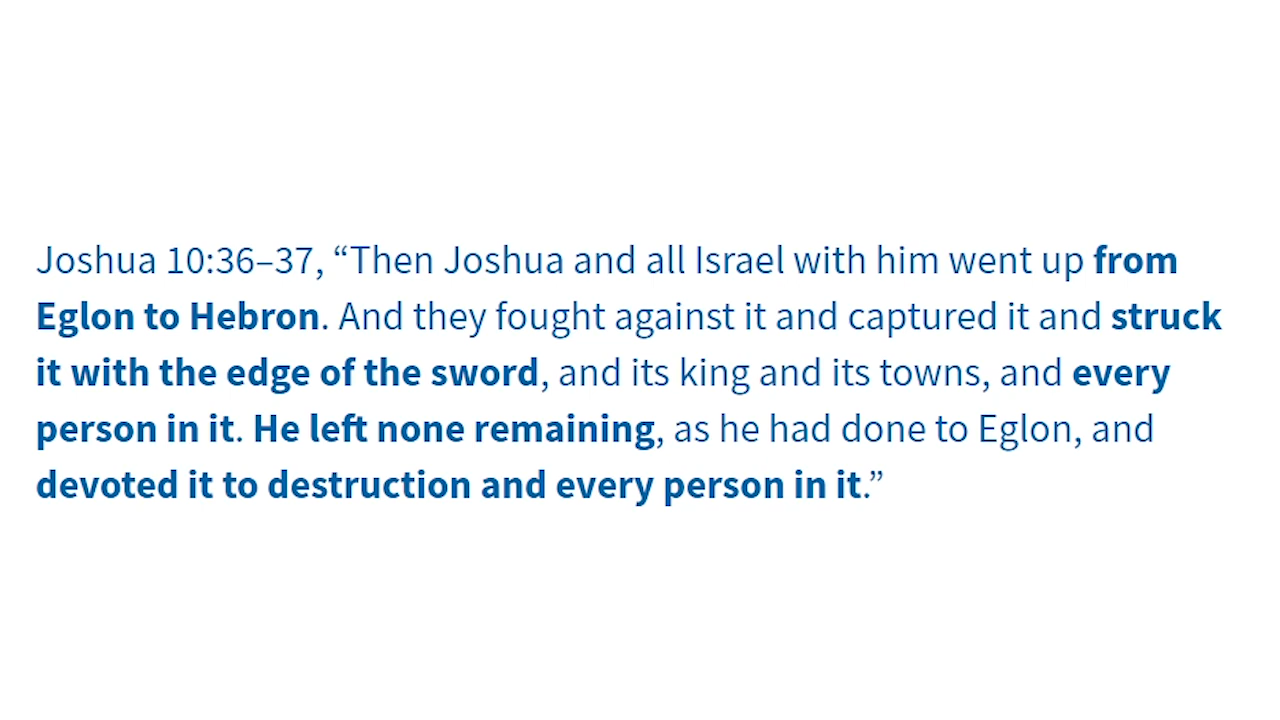 Joshua 10:36–37, “Then Joshua and all Israel with him went up from
Eglon to Hebron. And they fought against it and captured it and struck
it with the edge of the sword, and its king and its towns, and every
person in it. He left none remaining, as he had done to Eglon, and
devoted it to destruction and every person in it.”